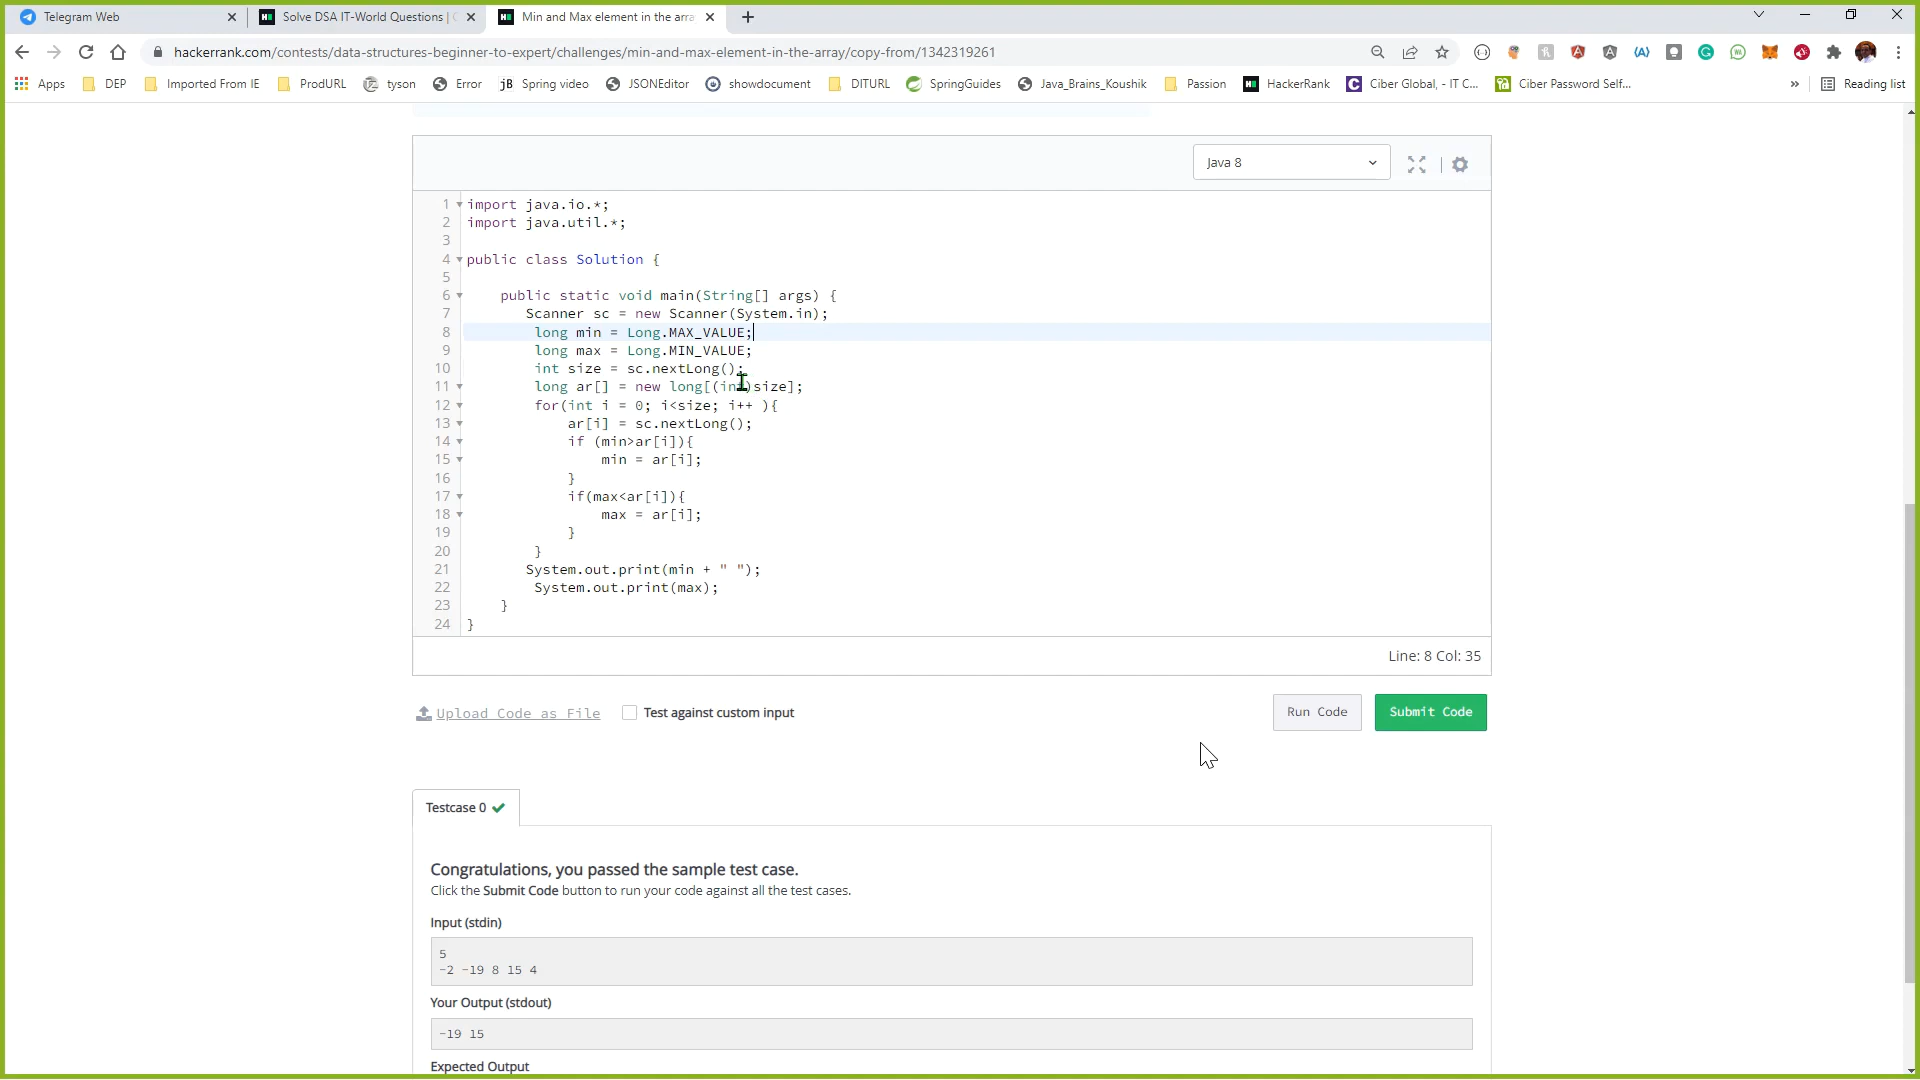 Telegram Web
Solve DSA IT-World Questions |
Min and Max element in the arra
hackerrank.com/contests/data-structures-beginner-to-expert/challenges/min-and-max-element-in-the-array/copy-from/1342319261
Apps DEP Imported From IE ProdURL tyson Error jB Spring video JSONEditor showdocument DITURL SpringGuides Java_Brains_Koushik Passion HackerRank Ciber Global, - IT C... Ciber Password Self... » Reading list
Java 8
1 import java.io.*;
2 import java.util.*;
3
4 public class Solution {
5
6 public static void main(String[] args) {
7 Scanner sc = new Scanner(System.in);
8 long min = Long.MAX_VALUE;
9 long max = Long.MIN_VALUE;
10 int size = sc.nextLong();
11 long ar[] = new long[(int)size];
12 for(int i = 0; i<size; i++ ){
13 ar[i] = sc.nextLong();
14 if (min>ar[i]){
15 min = ar[i];
16 }
17 if(max<ar[i]){
18 max = ar[i];
19 }
20 }
21 System.out.print(min + " ");
22 System.out.print(max);
23 }
24 }
Line: 8 Col: 35
Upload Code as File Test against custom input Run Code Submit Code
Testcase 0
Congratulations, you passed the sample test case.
Click the Submit Code button to run your code against all the test cases.
Input (stdin)
5
-2 -19 8 15 4
Your Output (stdout)
-19 15
Expected Output